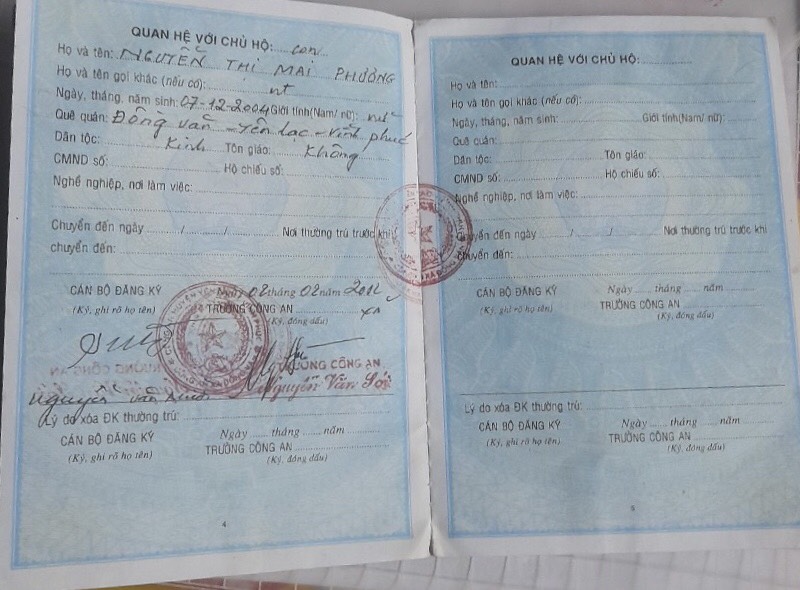 QUAN HỆ VỚI CHỦ HỘ: con
Họ và tên: NGUYỄN THỊ MAI PHƯƠNG
Họ và tên gọi khác (nếu có): nt
Ngày, tháng, năm sinh: 07-12-2004 Giới tính(Nam/ nữ): nữ
Quê quán: Đồng văn - Yên lạc - Vĩnh phúc
Dân tộc: Kinh Tôn giáo: Không
CMND số: Hộ chiếu số:
Nghề nghiệp, nơi làm việc:
Chuyển đến ngày / / Nơi thường trú trước khi
chuyển đến:
CÁN BỘ ĐĂNG KÝ Ngày 02 tháng 02 năm 2012
(Ký, ghi rõ họ tên) TRƯỞNG CÔNG AN xã
(Ký, đóng dấu)
TRƯỞNG CÔNG AN
Nguyễn Văn
Nguyễn Văn
Lý do xóa ĐK thường trú:
CÁN BỘ ĐĂNG KÝ Ngày tháng năm
(Ký, ghi rõ họ tên) TRƯỞNG CÔNG AN
(Ký, đóng dấu)
4
QUAN HỆ VỚI CHỦ HỘ:
Họ và tên:
Họ và tên gọi khác (nếu có):
Ngày, tháng, năm sinh: Giới tính(Nam/ nữ):
Quê quán:
Dân tộc: Tôn giáo:
CMND số: Hộ chiếu số:
Nghề nghiệp, nơi làm việc:
Chuyển đến ngày / / Nơi thường trú trước khi
chuyển đến:
CÁN BỘ ĐĂNG KÝ Ngày tháng năm
(Ký, ghi rõ họ tên) TRƯỞNG CÔNG AN
(Ký, đóng dấu)
Lý do xóa ĐK thường trú:
CÁN BỘ ĐĂNG KÝ Ngày tháng năm
(Ký, ghi rõ họ tên) TRƯỞNG CÔNG AN
(Ký, đóng dấu)
5